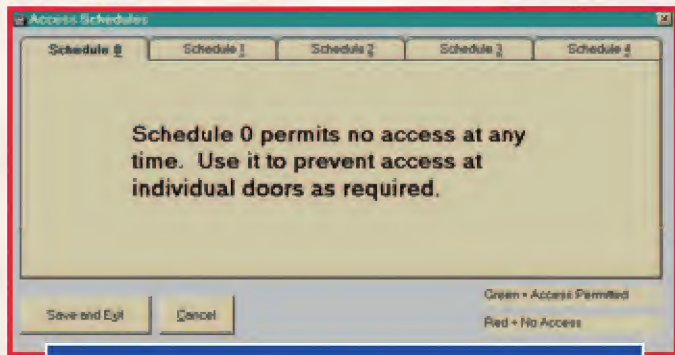 Access Schedules
Schedule 0
Schedule 1
Schedule 2
Schedule 3
Schedule 4
Schedule 0 permits no access at any
time. Use it to prevent access at
individual doors as required.
Save and Exit
Cancel
Green = Access Permitted
Red = No Access